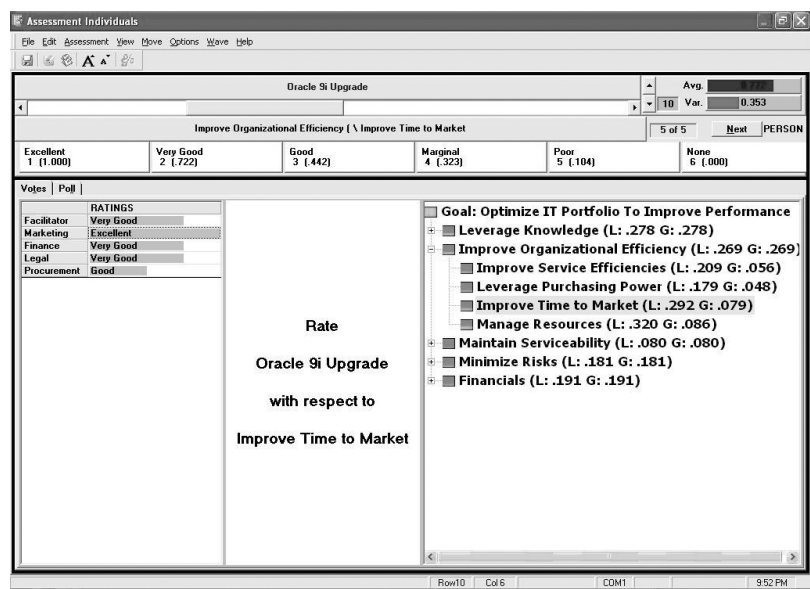 Assessment Individuals
File Edit Assessment View Move Options Wave Help
A A
Oracle 9i Upgrade
Avg.
10 Var. 0.353
Improve Organizational Efficiency ( \ Improve Time to Market
5 of 5 Next PERSON
Excellent Very Good Good Marginal Poor None
1 (1.000) 2 (.722) 3 (.442) 4 (.323) 5 (.104) 6 (.000)
Votes Poll
RATINGS
Facilitator Very Good
Marketing Excellent
Finance Very Good
Legal Very Good
Procurement Good
Rate
Oracle 9i Upgrade
with respect to
Improve Time to Market
Goal: Optimize IT Portfolio To Improve Performance
Leverage Knowledge (L: .278 G: .278)
Improve Organizational Efficiency (L: .269 G: .269)
Improve Service Efficiencies (L: .209 G: .056)
Leverage Purchasing Power (L: .179 G: .048)
Improve Time to Market (L: .292 G: .079)
Manage Resources (L: .320 G: .086)
Maintain Serviceability (L: .080 G: .080)
Minimize Risks (L: .181 G: .181)
Financials (L: .191 G: .191)
Row10 Col 6 COM1 9:52 PM